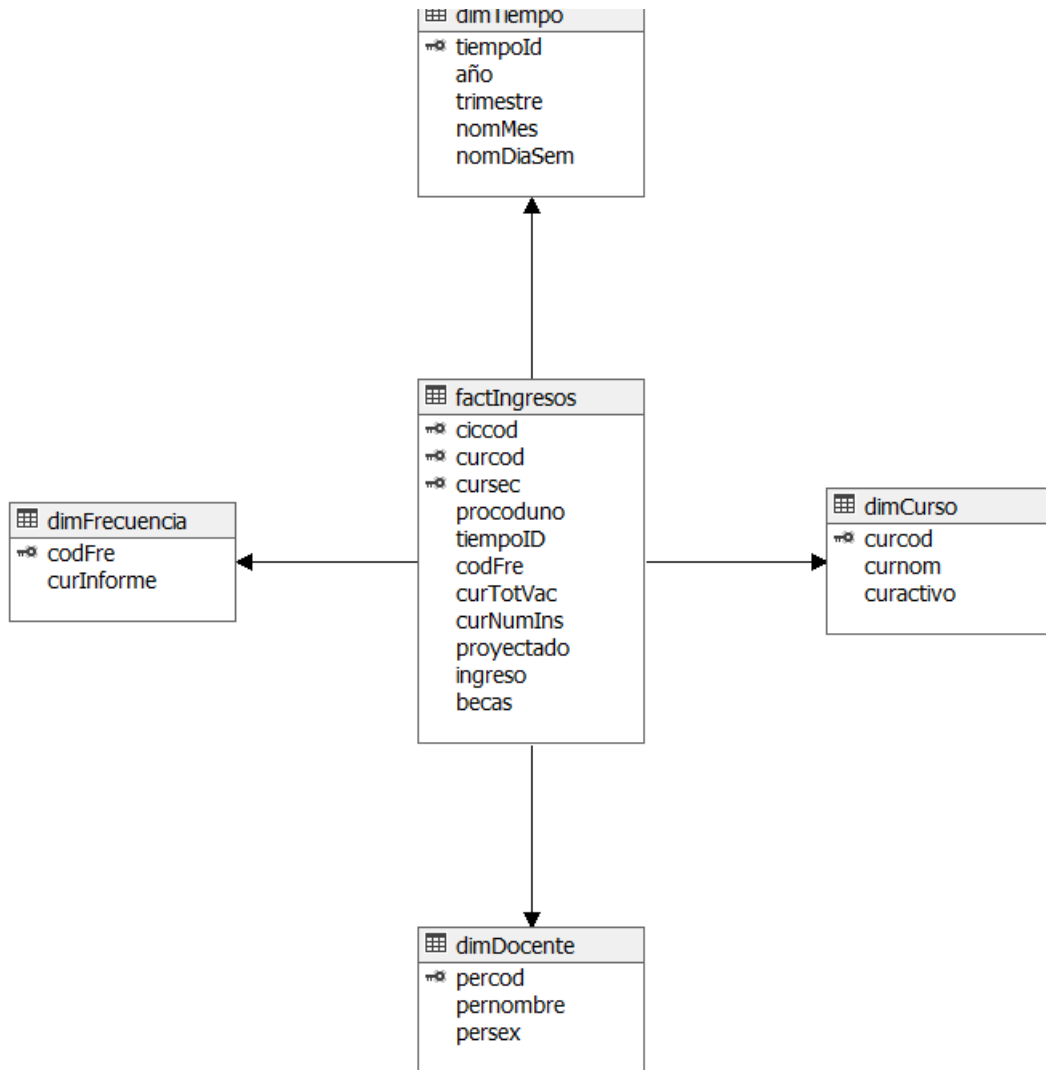 dimTiempo
tiempoId
año
trimestre
nomMes
nomDiaSem
factIngresos
ciccod
curcod
cursec
procoduno
tiempoID
codFre
curTotVac
curNumIns
proyectado
ingreso
becas
dimFrecuencia
codFre
curInforme
dimCurso
curcod
curnom
curactivo
dimDocente
percod
pernombre
persex